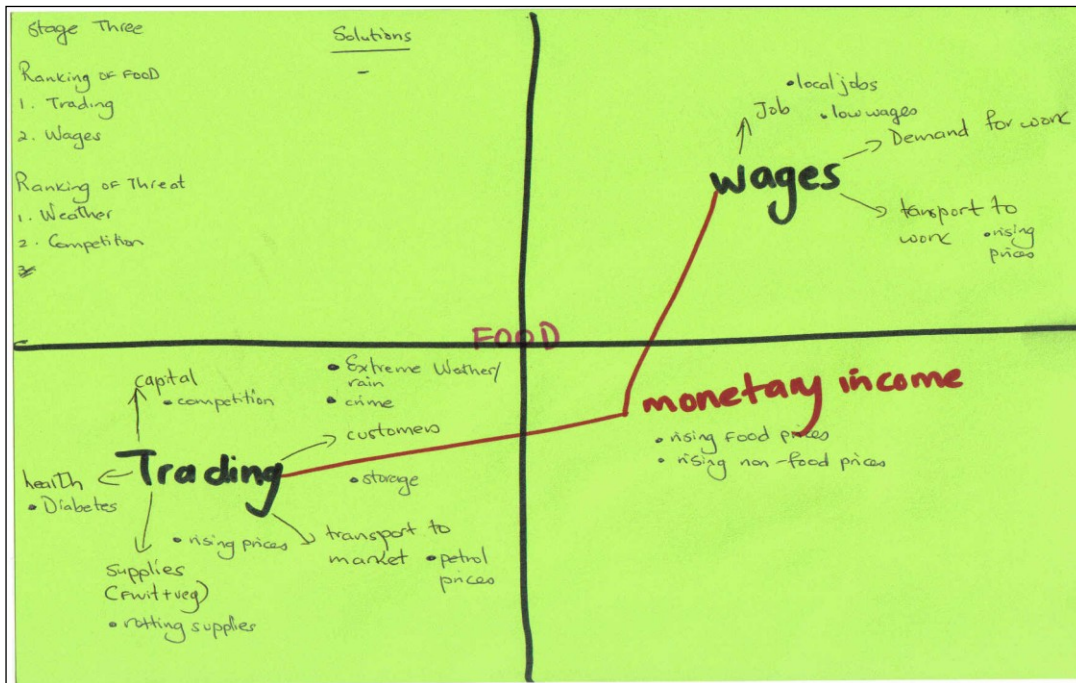 Stage Three
Solutions
-
Ranking OF FOOD
1. Trading
2. Wages
Ranking OF Threat
1. Weather
2. Competition
FOOD
• local jobs
Job
• low wages
Demand for work
wages
tansport to
work
• rising
prices
monetary income
• rising Food prices
• rising non-food prices
capital
• competition
• Extreme Wather/
rain
• crime
customers
Trading
• storage
health
• Diabetes
• rising prices
transport to
market
• petrol
prices
supplies
(Fruit+veg)
• rotting supplies